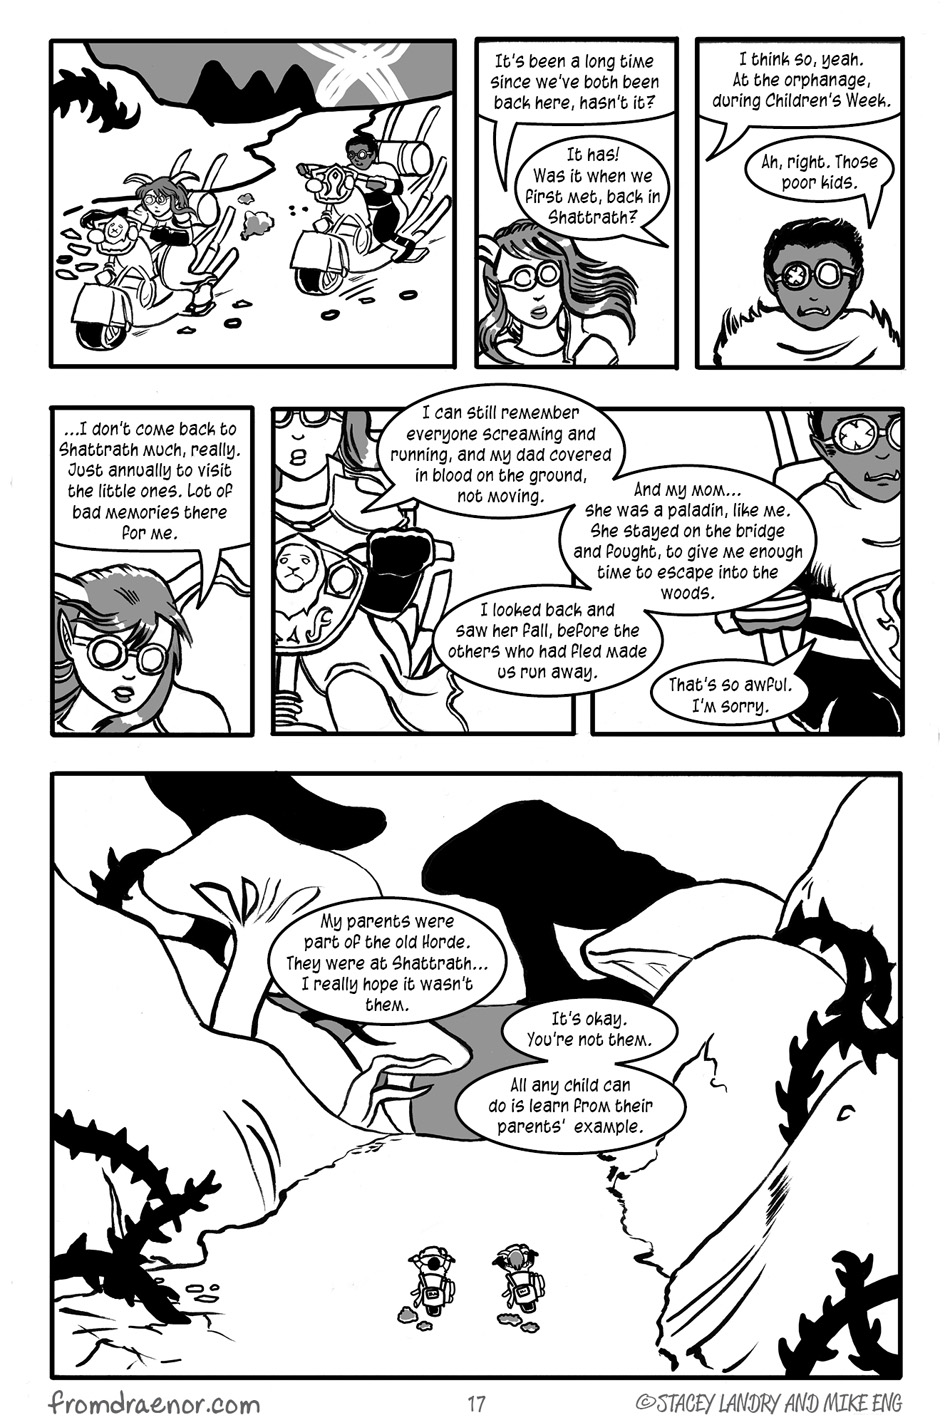 It's been a long time
since we've both been
back here, hasn't it?
It has!
Was it when we
first met, back in
Shattrath?
I think so, yeah.
At the orphanage,
during Children's Week.
Ah, right. Those
poor kids.
...I don't come back to
Shattrath much, really.
Just annually to visit
the little ones. Lot of
bad memories there
for me.
I can still remember
everyone screaming and
running, and my dad covered
in blood on the ground,
not moving.
And my mom...
She was a paladin, like me.
She stayed on the bridge
and fought, to give me enough
time to escape into the
woods.
I looked back and
saw her fall, before the
others who had fled made
us run away.
That's so awful.
I'm sorry.
My parents were
part of the old Horde.
They were at Shattrath...
I really hope it wasn't
them.
It's okay.
You're not them.
All any child can
do is learn from their
parents' example.
fromdraenor.com
17
©STACEY LANDRY AND MIKE ENG